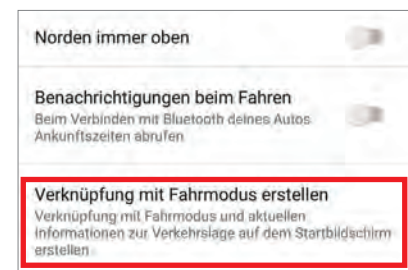 Norden immer oben
Benachrichtigungen beim Fahren
Beim Verbinden mit Bluetooth deines Autos
Ankunftszeiten abrufen
Verknüpfung mit Fahrmodus erstellen
Verknüpfung mit Fahrmodus und aktuellen
Informationen zur Verkehrslage auf dem Startbildschirm
erstellen